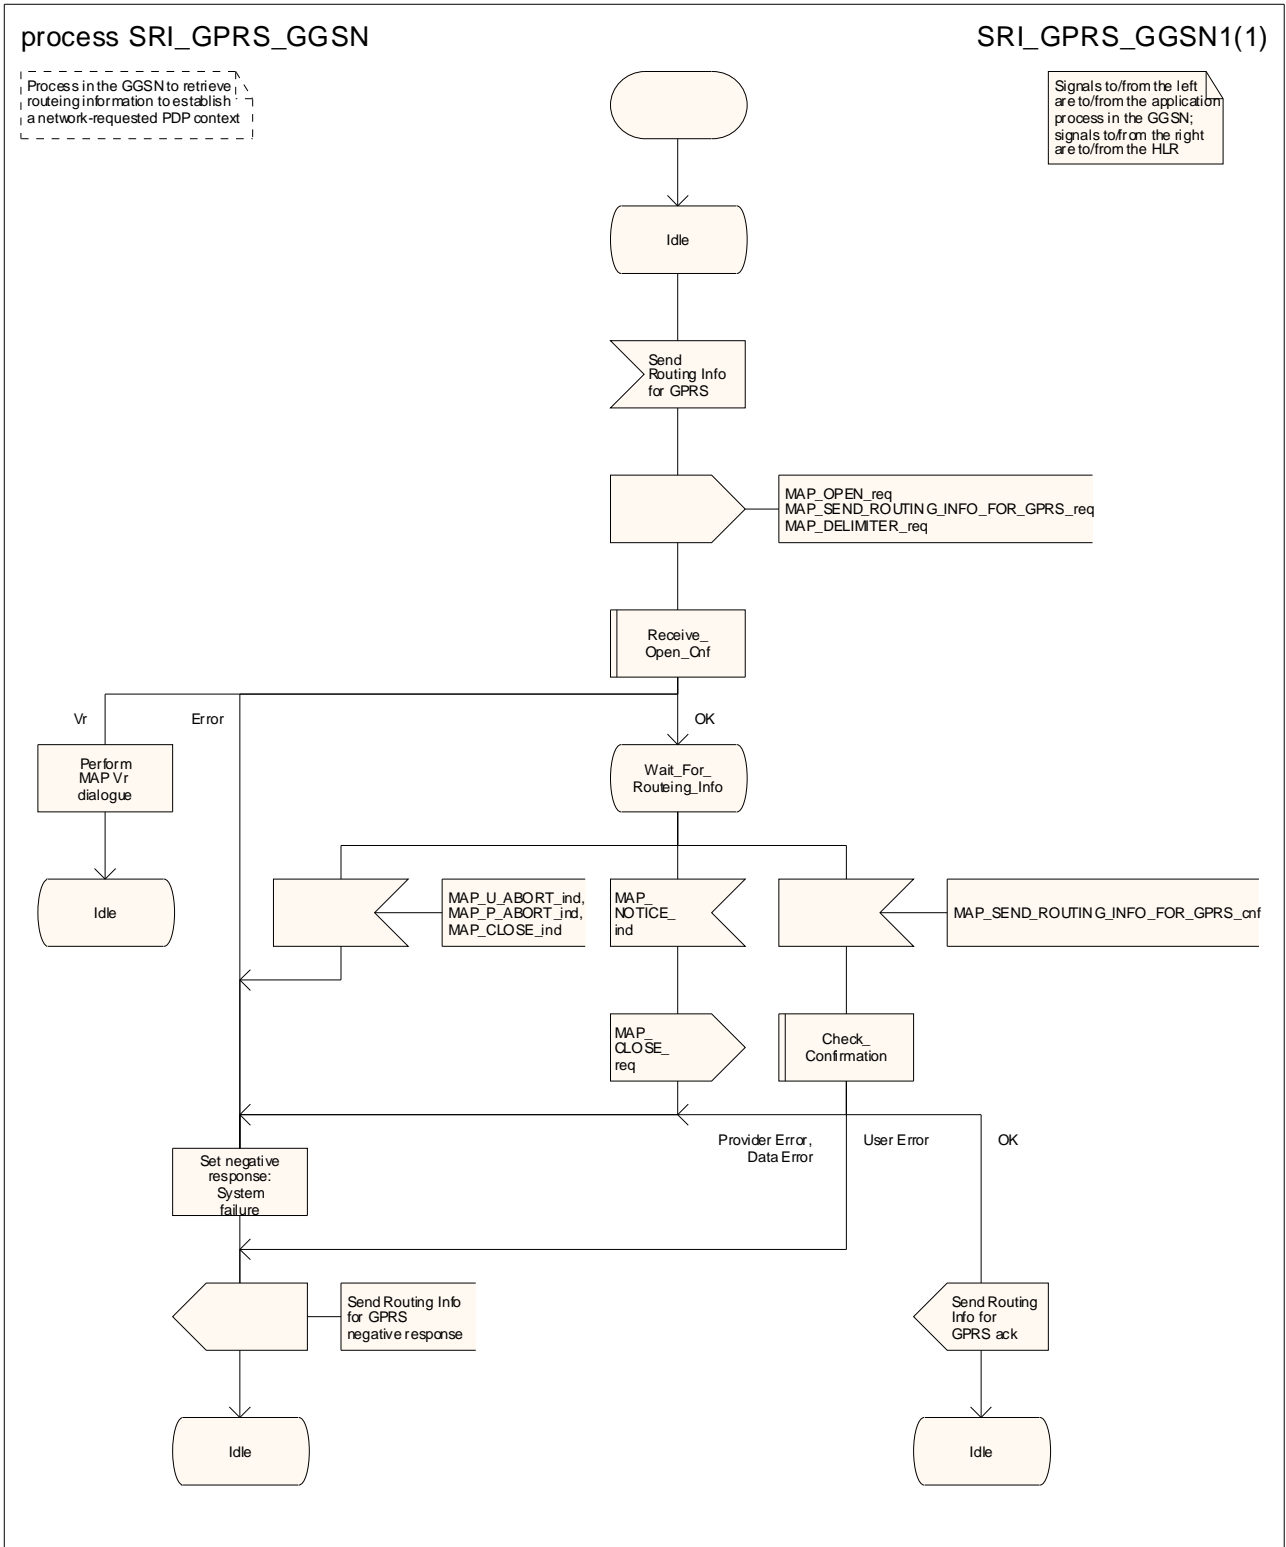 process SRI_GPRS_GGSN
SRI_GPRS_GGSN1(1)
Process in the GGSN to retrieve
routeing information to establish
a network-requested PDP context
Signals to/from the left
are to/from the application
process in the GGSN;
signals to/from the right
are to/from the HLR
Idle
Send
Routing Info
for GPRS
MAP_OPEN_req
MAP_SEND_ROUTING_INFO_FOR_GPRS_req
MAP_DELIMITER_req
Receive_
Open_Cnf
Vr
Error
OK
Perform
MAP Vr
dialogue
Wait_For_
Routeing_Info
Idle
MAP_U_ABORT_ind,
MAP_P_ABORT_ind,
MAP_CLOSE_ind
MAP_
NOTICE_
ind
MAP_SEND_ROUTING_INFO_FOR_GPRS_cnf
MAP_
CLOSE_
req
Check_
Confirmation
Provider Error,
Data Error
User Error
OK
Set negative
response:
System
failure
Send Routing Info
for GPRS
negative response
Send Routing
Info for
GPRS ack
Idle
Idle